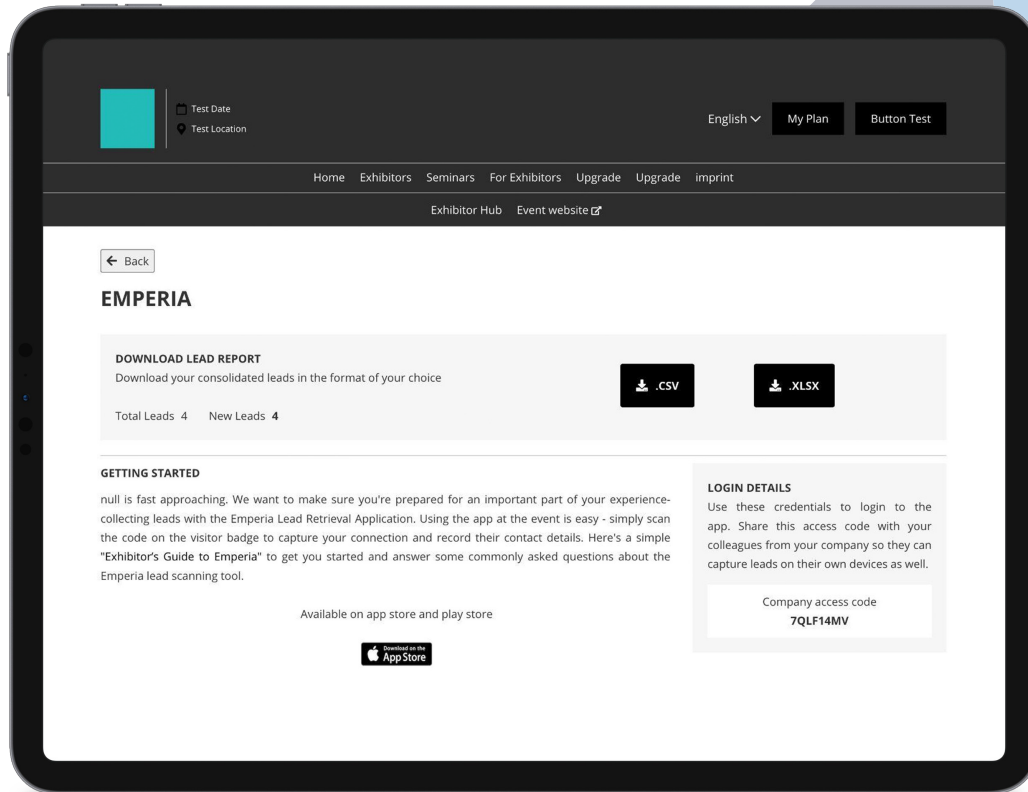 Test Date
Test Location
English
My Plan
Button Test
Home Exhibitors Seminars For Exhibitors Upgrade Upgrade imprint
Exhibitor Hub Event website
Back
EMPERIA
DOWNLOAD LEAD REPORT
Download your consolidated leads in the format of your choice
.CSV
.XLSX
Total Leads 4 New Leads 4
GETTING STARTED
null is fast approaching. We want to make sure you're prepared for an important part of your experience-
collecting leads with the Emperia Lead Retrieval Application. Using the app at the event is easy - simply scan
the code on the visitor badge to capture your connection and record their contact details. Here's a simple
"Exhibitor's Guide to Emperia" to get you started and answer some commonly asked questions about the
Emperia lead scanning tool.
Available on app store and play store
Download on the
App Store
LOGIN DETAILS
Use these credentials to login to the
app. Share this access code with your
colleagues from your company so they can
capture leads on their own devices as well.
Company access code
7QLF14MV